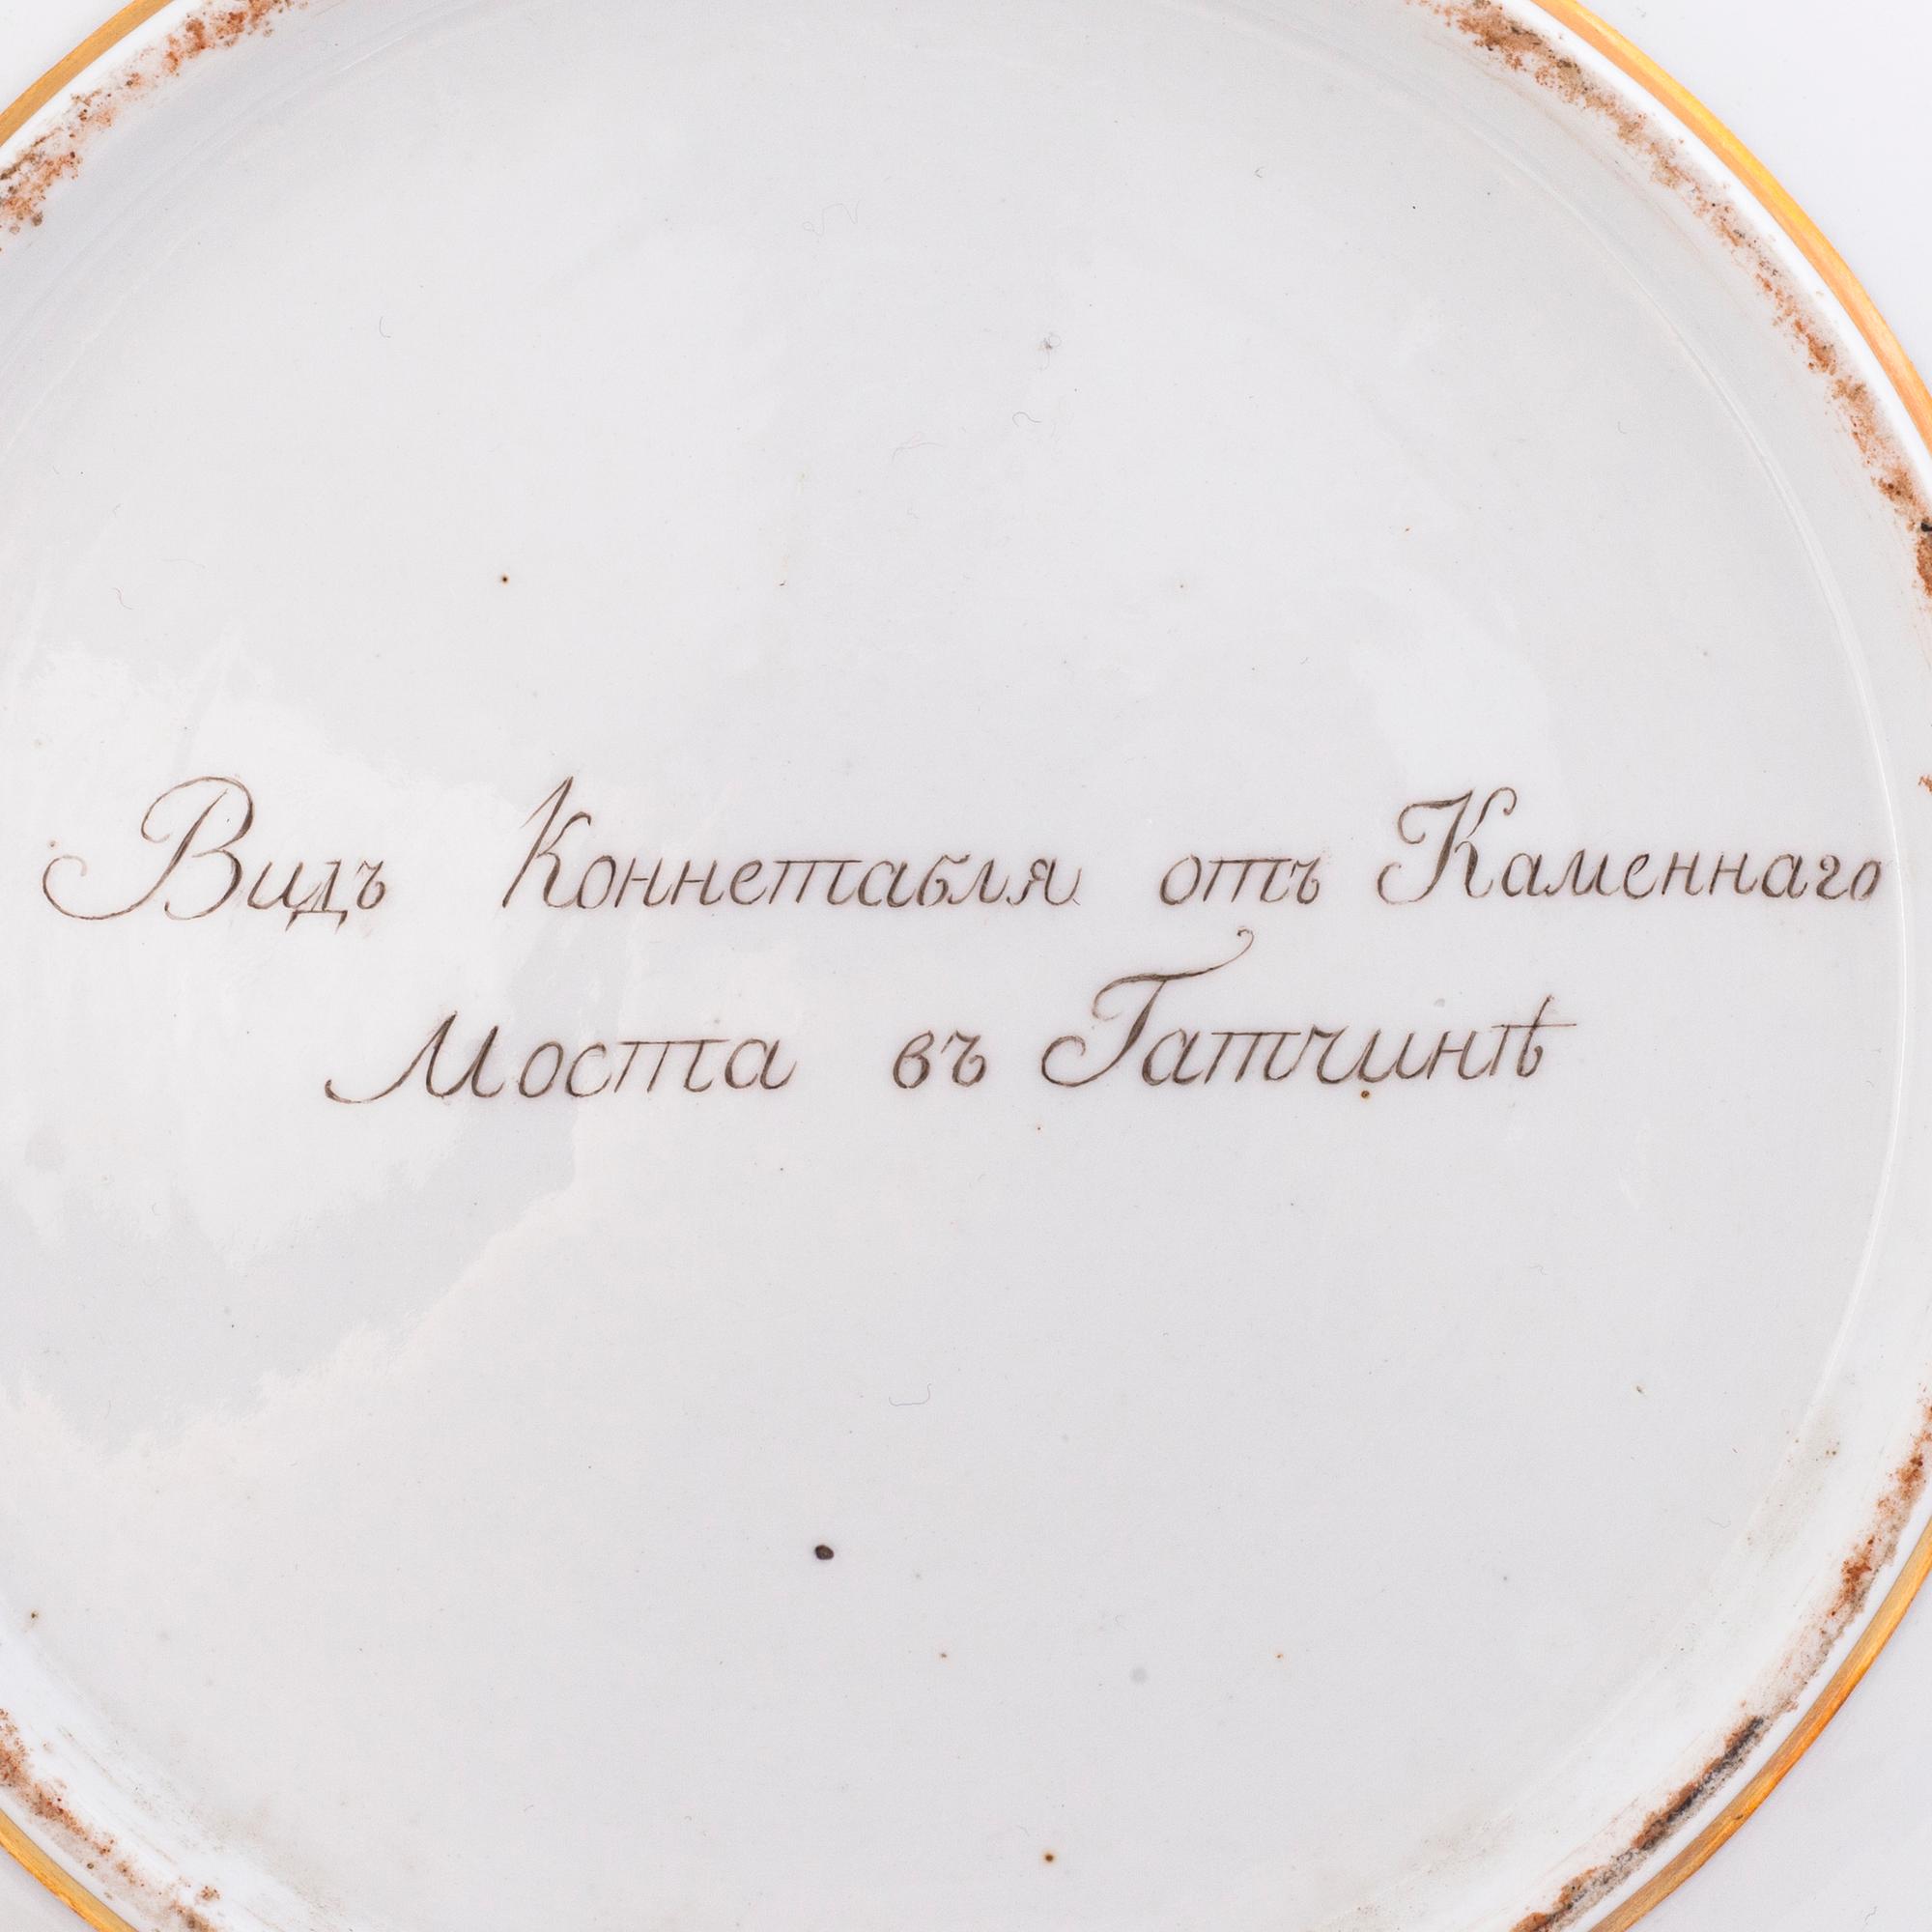 Видъ Коннетабля отъ Каменнаго
Моста въ Гатчинѣ